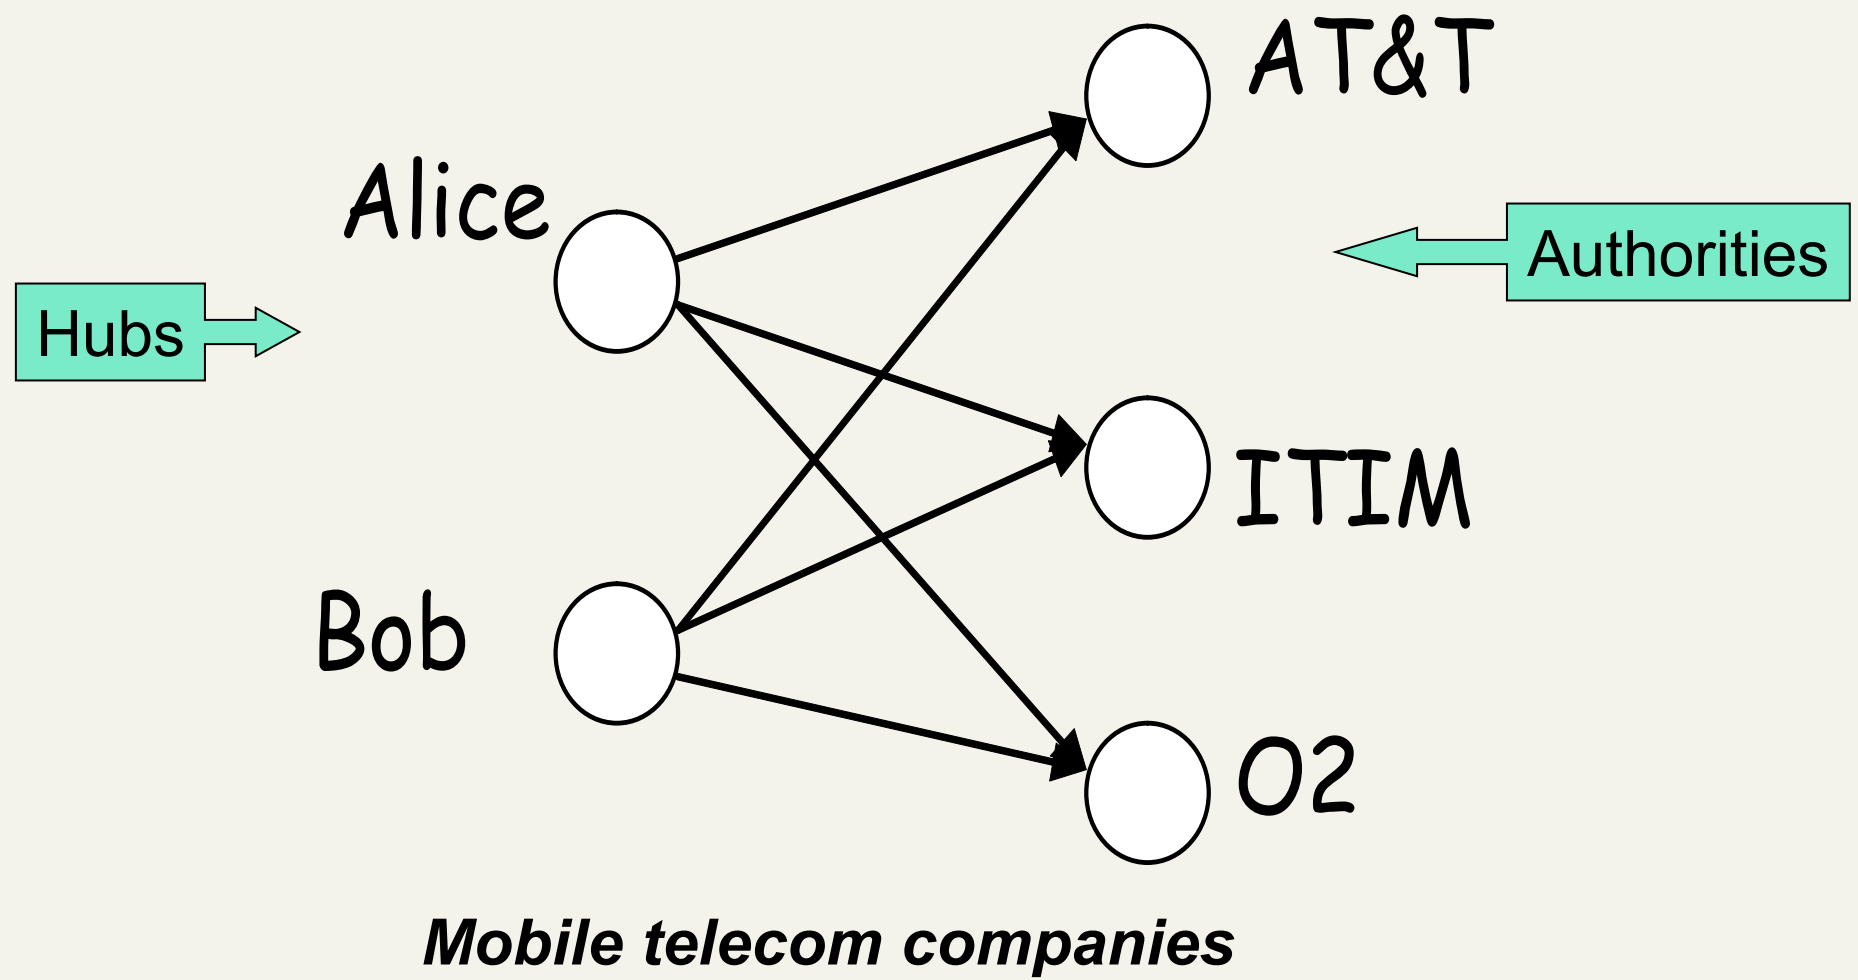 AT&T
Alice
Authorities
Hubs
ITIM
Bob
O2
Mobile telecom companies